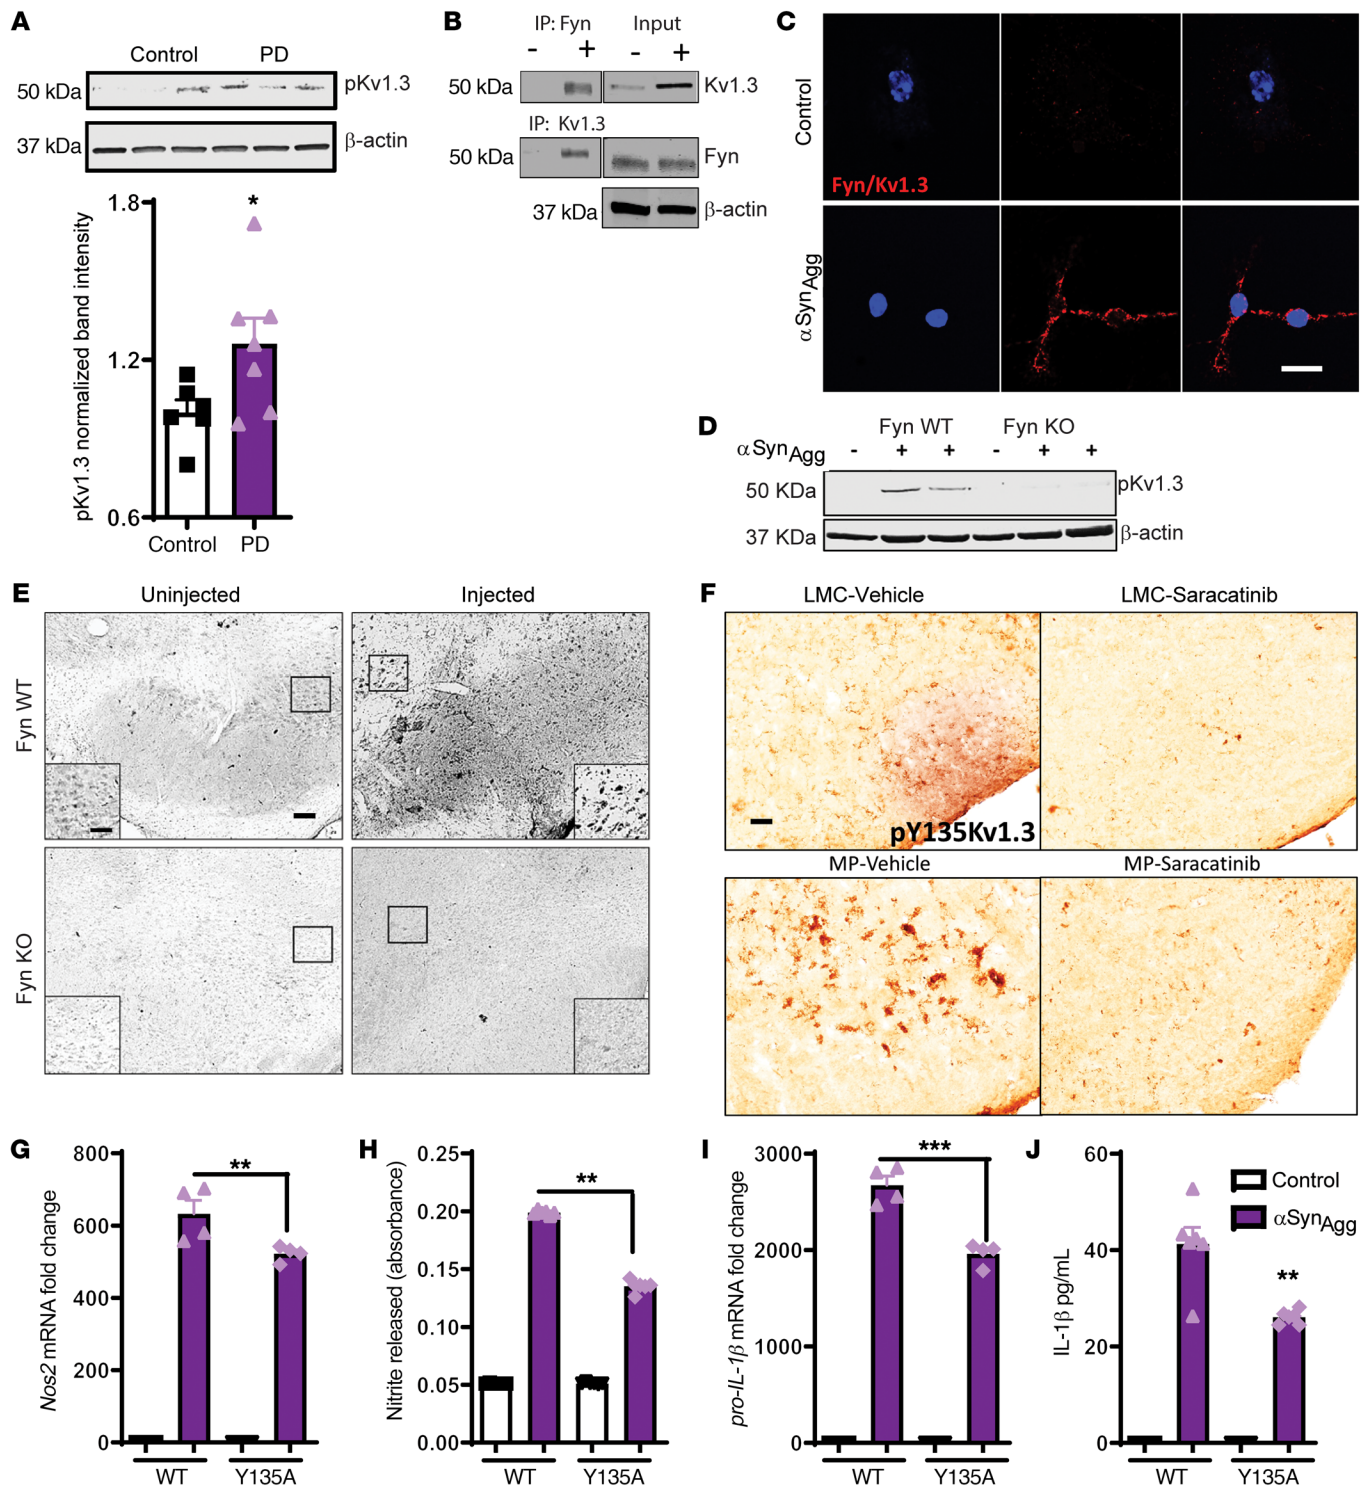 A
Control PD
50 kDa
pKv1.3
37 kDa
β-actin
pKv1.3 normalized band intensity
1.8
1.2
0.6
*
Control PD
B
IP: Fyn Input
- + - +
50 kDa
Kv1.3
IP: Kv1.3
50 kDa
Fyn
37 kDa
β-actin
C
Control
Fyn/Kv1.3
αSynAgg
D
Fyn WT Fyn KO
αSynAgg - + + - + +
50 KDa
pKv1.3
37 KDa
β-actin
E
Uninjected Injected
Fyn WT
Fyn KO
F
LMC-Vehicle LMC-Saracatinib
pY135Kv1.3
MP-Vehicle MP-Saracatinib
G
Nos2 mRNA fold change
800
600
400
200
0
**
WT Y135A
H
Nitrite released (absorbance)
0.25
0.20
0.15
0.10
0.05
0.00
**
WT Y135A
I
pro-IL-1β mRNA fold change
3000
2000
1000
0
***
WT Y135A
J
IL-1β pg/mL
60
40
20
0
**
WT Y135A
Control
αSynAgg